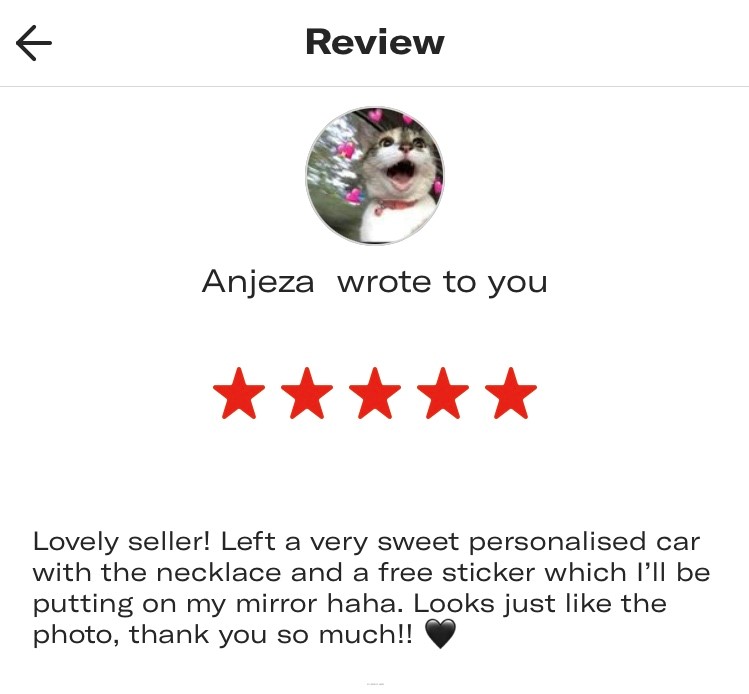 Review
Anjeza wrote to you
Lovely seller! Left a very sweet personalised car
with the necklace and a free sticker which I’ll be
putting on my mirror haha. Looks just like the
photo, thank you so much!! 🖤